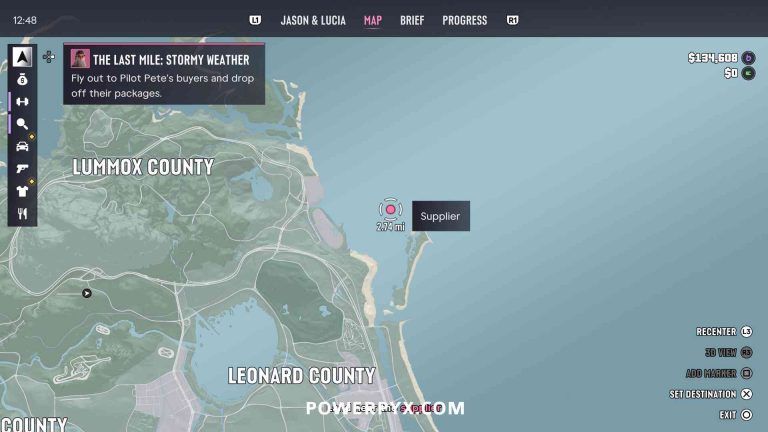 12:48
L1
JASON & LUCIA
MAP
BRIEF
PROGRESS
R1
THE LAST MILE: STORMY WEATHER
Fly out to Pilot Pete's buyers and drop
off their packages.
$134,608
$0
LUMMOX COUNTY
Supplier
2.74 mi
LEONARD COUNTY
COUNTY
RECENTER L3
3D VIEW R3
ADD MARKER
SET DESTINATION
EXIT
POWERPYX.COM